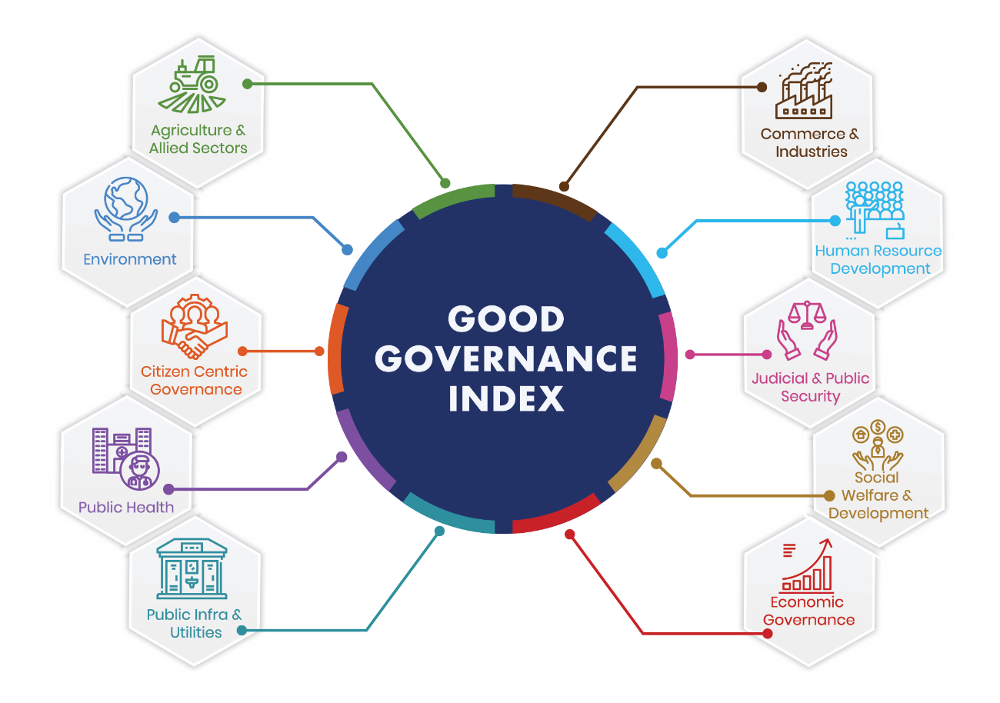 Agriculture &
Allied Sectors
Environment
Citizen Centric
Governance
Public Health
Public Infra &
Utilities
GOOD
GOVERNANCE
INDEX
Commerce &
Industries
Human Resource
Development
Judicial & Public
Security
$
Social
Welfare &
Development
Economic
Governance